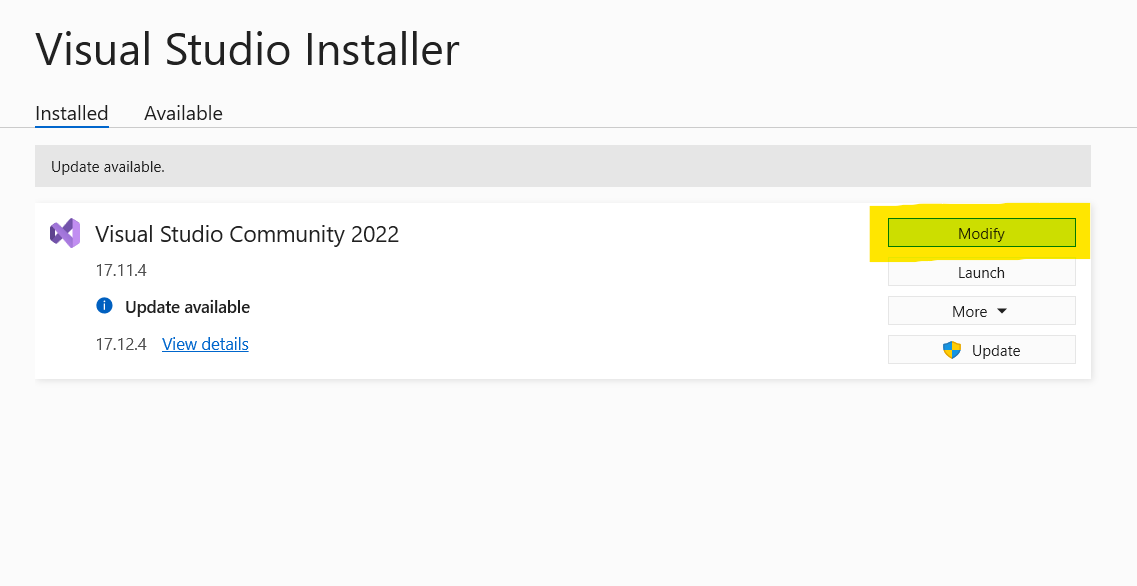 Visual Studio Installer
Installed Available
Update available.
Visual Studio Community 2022
Modify
17.11.4
Launch
Update available
More
17.12.4 View details
Update